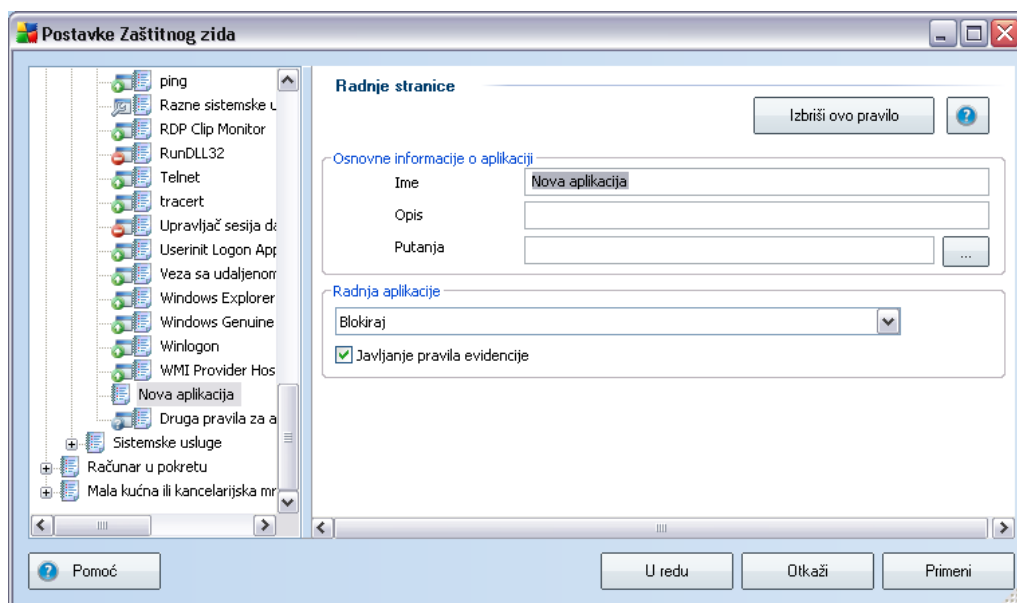 Postavke Zaštitnog zida
ping
Razne sistemske u
RDP Clip Monitor
RunDLL32
Telnet
tracert
Upravljač sesija da
Userinit Logon App
Veza sa udaljenom
Windows Explorer
Windows Genuine
Winlogon
WMI Provider Hos
Nova aplikacija
Druga pravila za a
Sistemske usluge
Računar u pokretu
Mala kućna ili kancelarijska mr
Radnje stranice
Izbriši ovo pravilo
Osnovne informacije o aplikaciji
Ime
Nova aplikacija
Opis
Putanja
...
Radnja aplikacije
Blokiraj
Javljanje pravila evidencije
Pomoć
U redu
Otkaži
Primeni